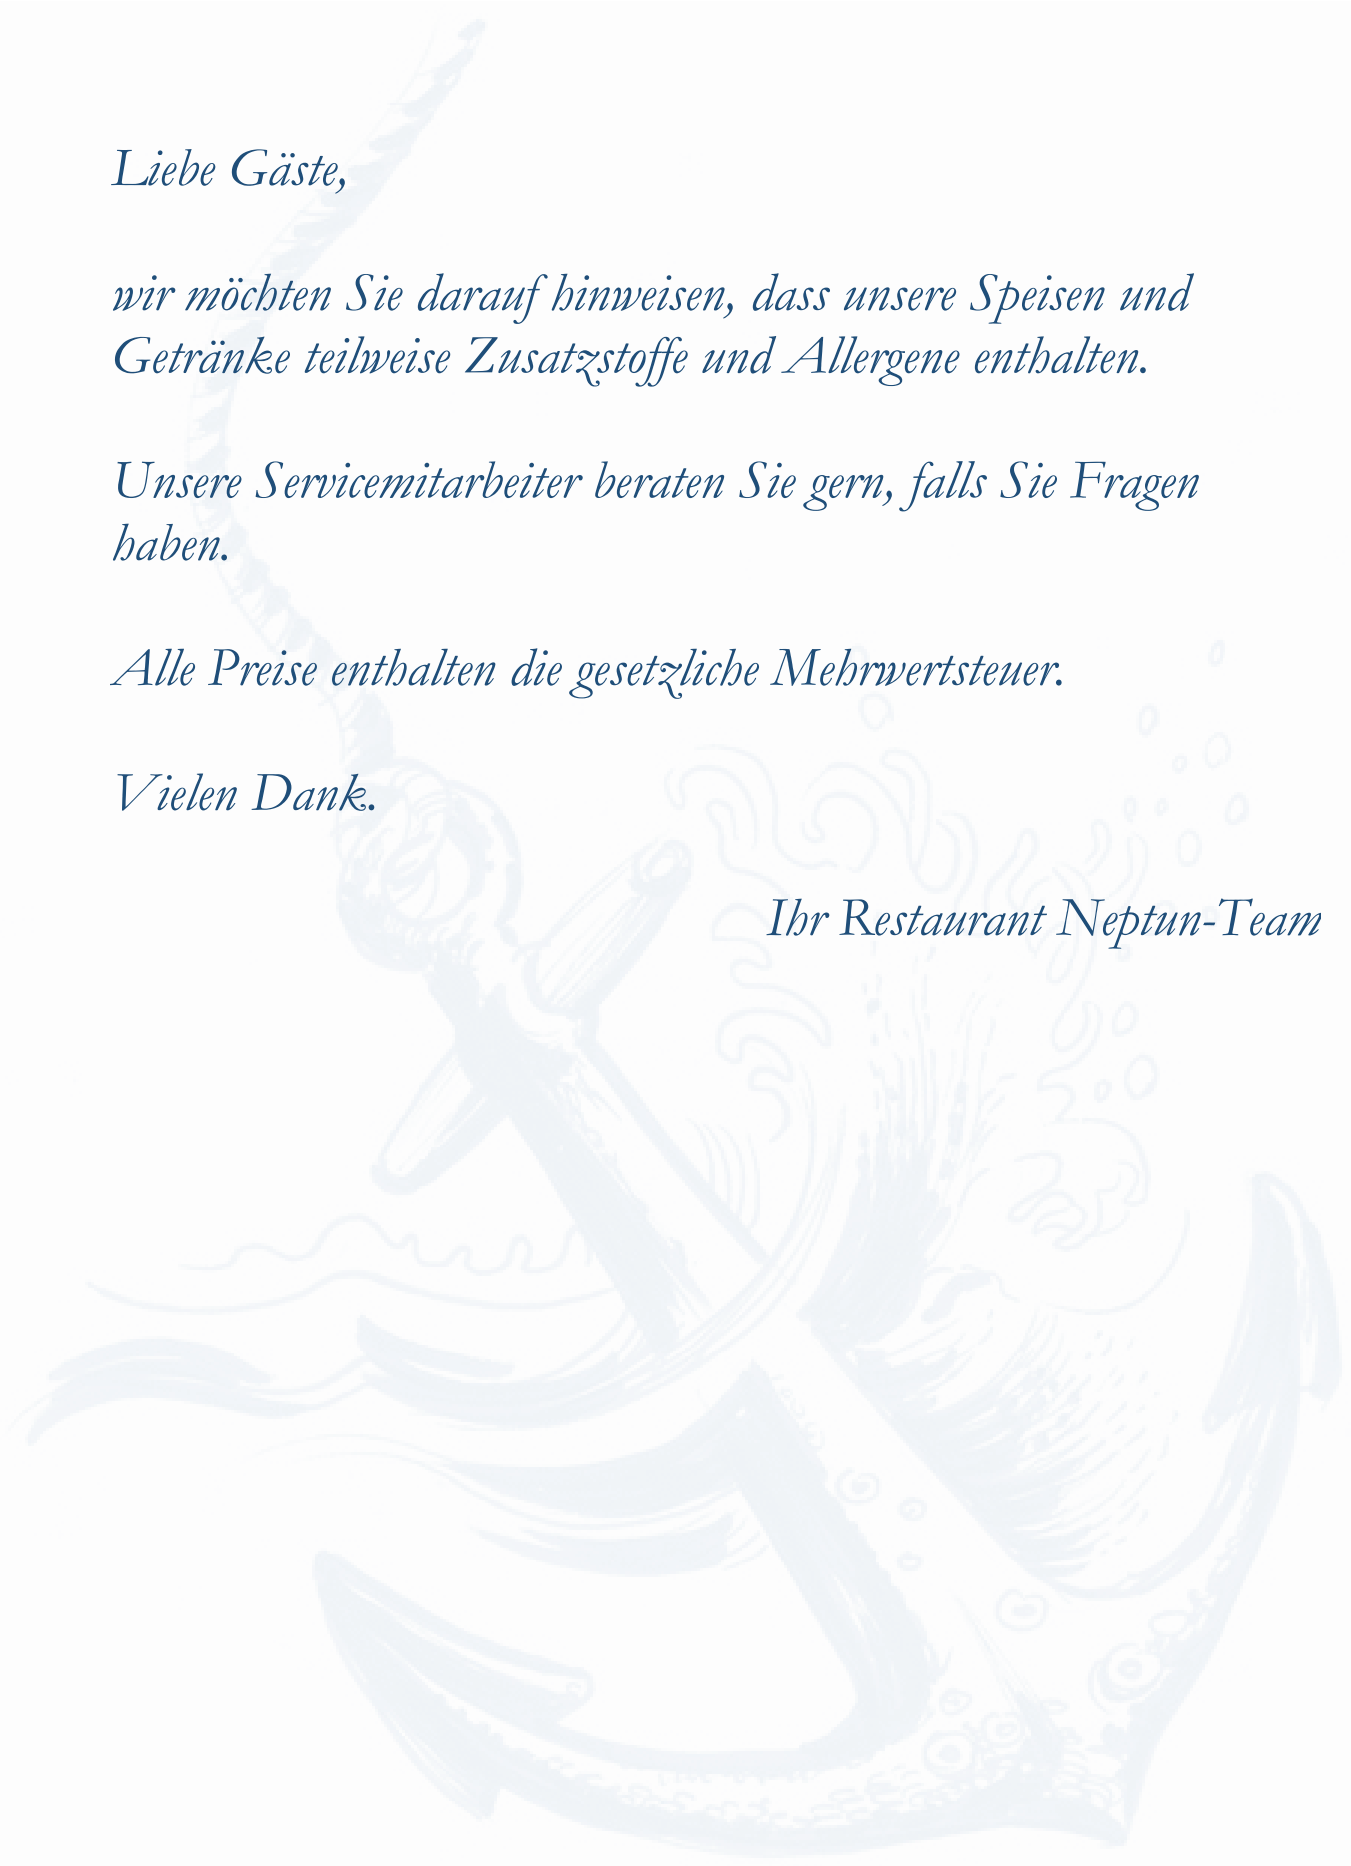 Liebe Gäste,
wir möchten Sie darauf hinweisen, dass unsere Speisen und
Getränke teilweise Zusatzstoffe und Allergene enthalten.
Unsere Servicemitarbeiter beraten Sie gern, falls Sie Fragen
haben.
Alle Preise enthalten die gesetzliche Mehrwertsteuer.
Vielen Dank.
Ihr Restaurant Neptun-Team